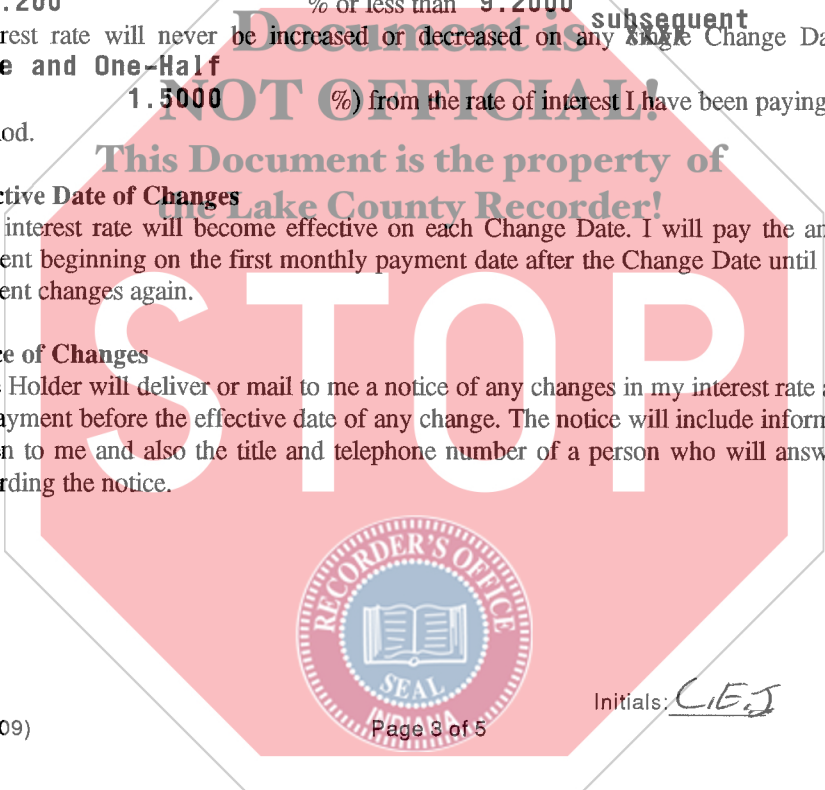 .200 % or less than 9.2000
rest rate will never be increased or decreased on any single subsequent Change Da
e and One-Half
1.5000 %) from the rate of interest I have been paying
od.
Document is
NOT OFFICIAL!
This Document is the property of
the Lake County Recorder!
ctive Date of Changes
interest rate will become effective on each Change Date. I will pay the an
ent beginning on the first monthly payment date after the Change Date until
ent changes again.
ce of Changes
Holder will deliver or mail to me a notice of any changes in my interest rate a
ayment before the effective date of any change. The notice will include inform
n to me and also the title and telephone number of a person who will answ
rding the notice.
STOP
RECORDER'S OFFICE
SEAL
INDIANA
Initials: C.E.J
09)
Page 3 of 5